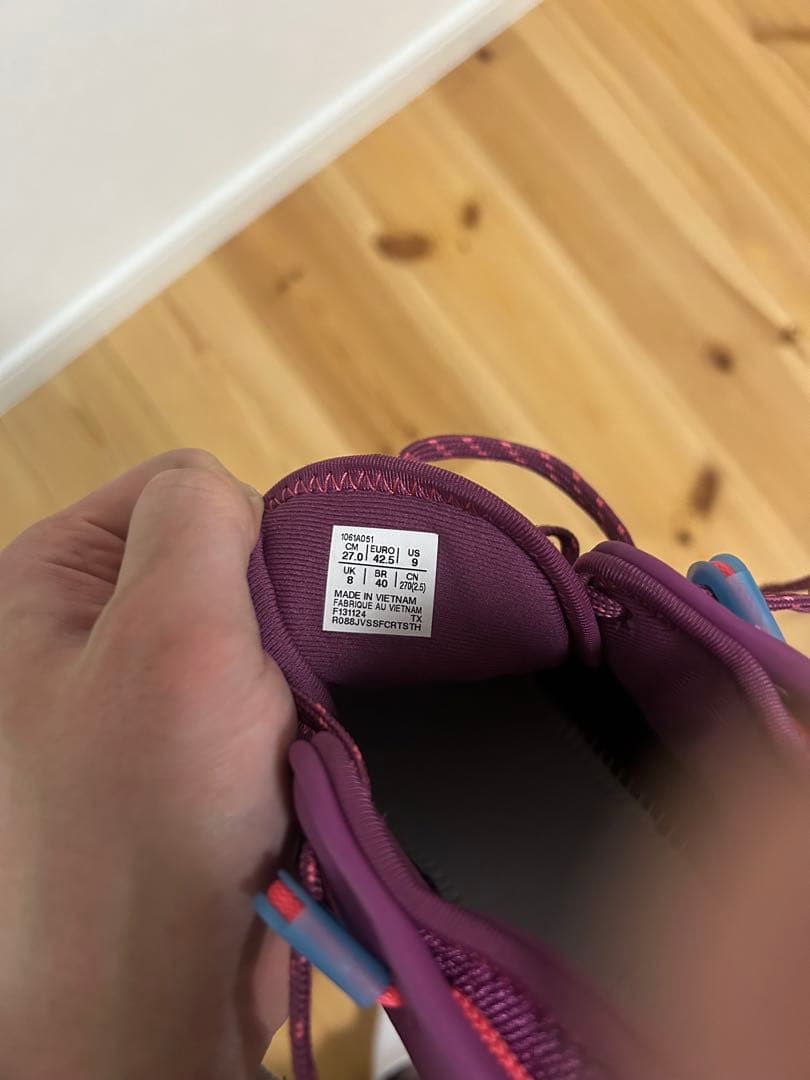 1061A051
CM EURO US
27.0 42.5 9
UK BR CN
8 40 270(2.5)
MADE IN VIETNAM
FABRIQUE AU VIETNAM
F131124 TX
R088JVSSFCRTSTH